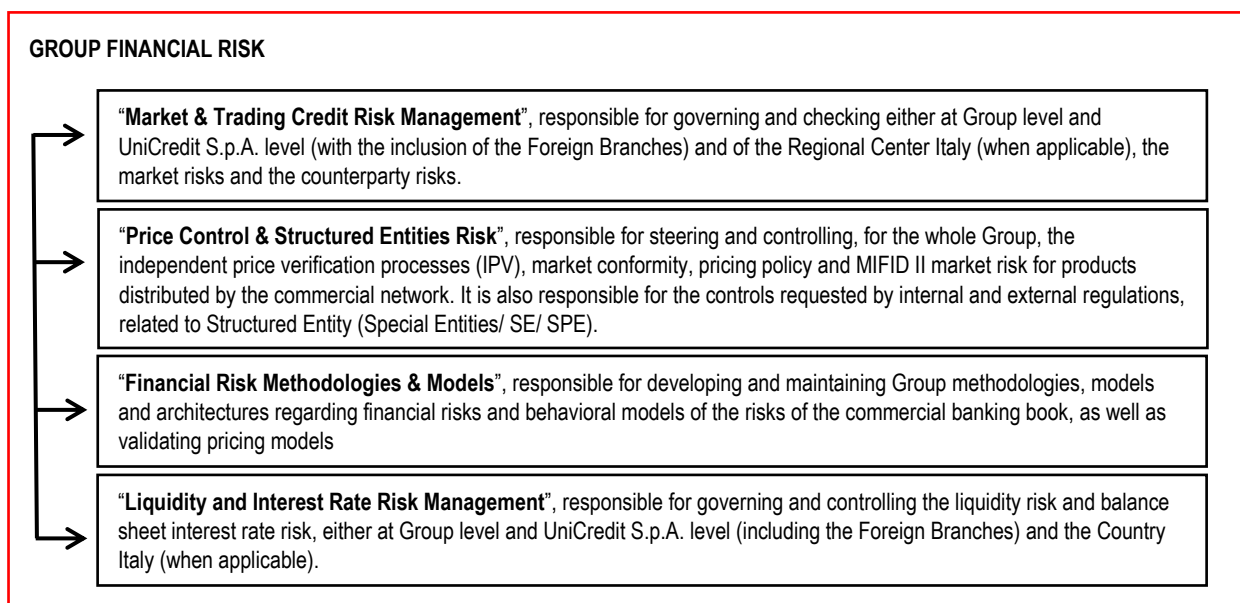 GROUP FINANCIAL RISK
“Market & Trading Credit Risk Management”, responsible for governing and checking either at Group level and
UniCredit S.p.A. level (with the inclusion of the Foreign Branches) and of the Regional Center Italy (when applicable), the
market risks and the counterparty risks.
“Price Control & Structured Entities Risk”, responsible for steering and controlling, for the whole Group, the
independent price verification processes (IPV), market conformity, pricing policy and MIFID II market risk for products
distributed by the commercial network. It is also responsible for the controls requested by internal and external regulations,
related to Structured Entity (Special Entities/ SE/ SPE).
“Financial Risk Methodologies & Models”, responsible for developing and maintaining Group methodologies, models
and architectures regarding financial risks and behavioral models of the risks of the commercial banking book, as well as
validating pricing models
“Liquidity and Interest Rate Risk Management”, responsible for governing and controlling the liquidity risk and balance
sheet interest rate risk, either at Group level and UniCredit S.p.A. level (including the Foreign Branches) and the Country
Italy (when applicable).